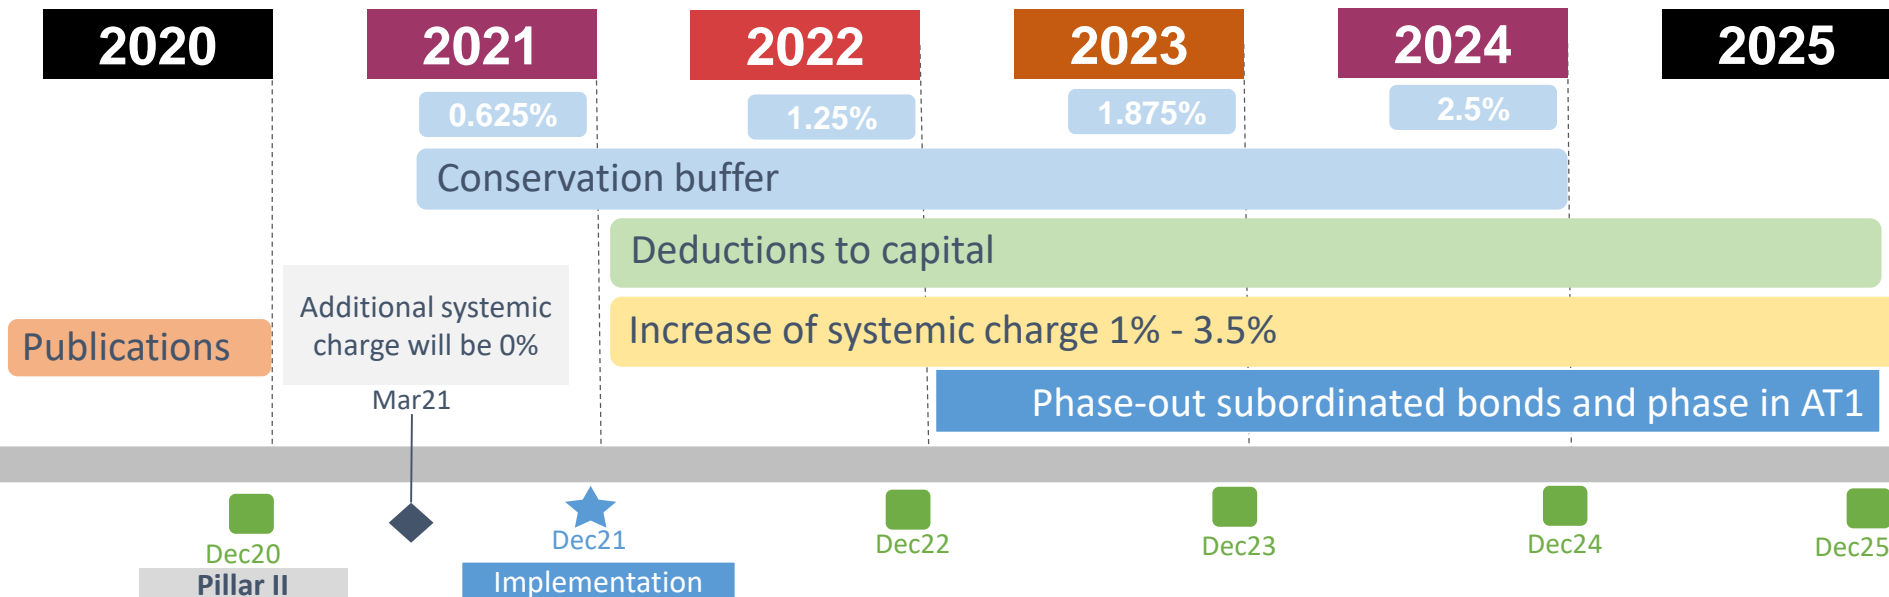 2020
2021
2022
2023
2024
2025
0.625%
1.25%
1.875%
2.5%
Conservation buffer
Deductions to capital
Additional systemic
charge will be 0%
Increase of systemic charge 1% - 3.5%
Publications
Mar21
Phase-out subordinated bonds and phase in AT1
Dec20
Dec21
Dec22
Dec23
Dec24
Dec25
Pillar II
Implementation